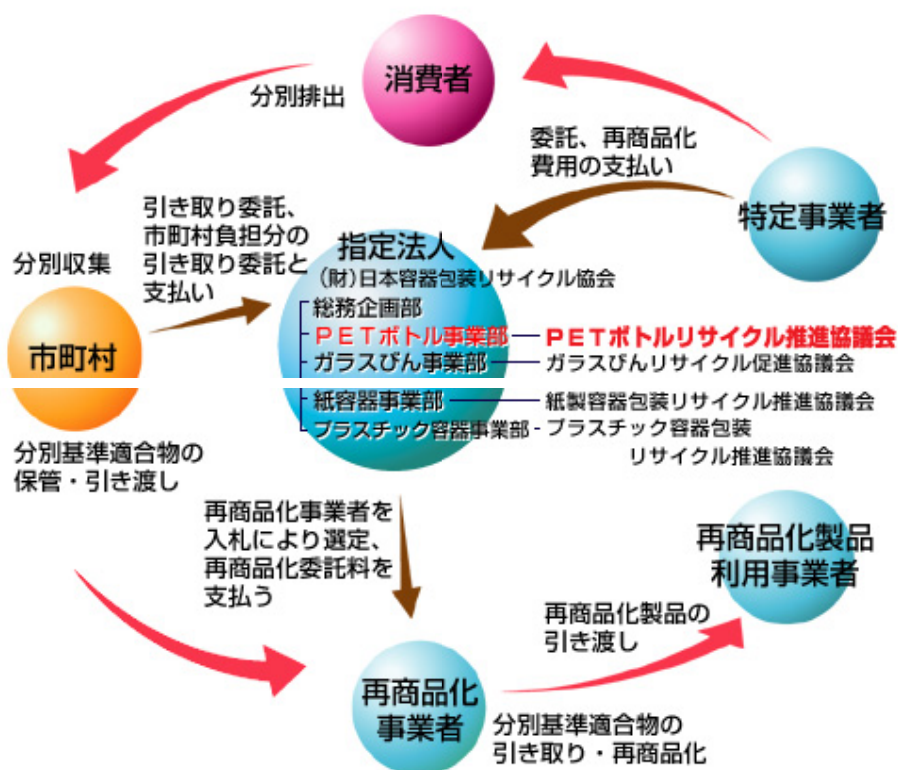 消費者
分別排出
委託、再商品化
費用の支払い
特定事業者
引き取り委託、
市町村負担分の
引き取り委託と
支払い
分別収集
市町村
指定法人
（財）日本容器包装リサイクル協会
総務企画部
PETボトル事業部
PETボトルリサイクル推進協議会
ガラスびん事業部
ガラスびんリサイクル促進協議会
紙容器事業部
紙製容器包装リサイクル推進協議会
プラスチック容器事業部
プラスチック容器包装
リサイクル推進協議会
分別基準適合物の
保管・引き渡し
再商品化事業者を
入札により選定、
再商品化委託料を
支払う
再商品化製品
利用事業者
再商品化製品の
引き渡し
再商品化
事業者
分別基準適合物の
引き取り・再商品化